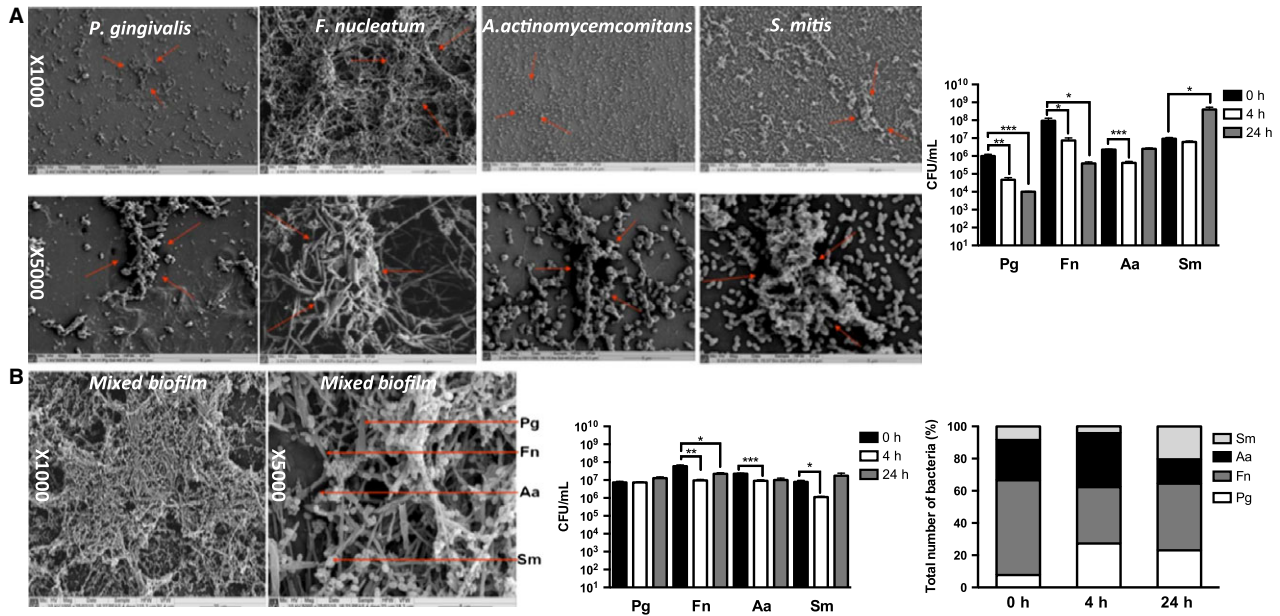 A
P. gingivalis
F. nucleatum
A.actinomycemcomitans
S. mitis
X1000
X5000
CFU/mL
10^10
10^9
10^8
10^7
10^6
10^5
10^4
10^3
10^2
10^1
*** ** * * *** *
0 h
4 h
24 h
Pg Fn Aa Sm
B
Mixed biofilm
Mixed biofilm
X1000
X5000
Pg
Fn
Aa
Sm
CFU/mL
10^10
10^9
10^8
10^7
10^6
10^5
10^4
10^3
10^2
10^1
* ** *** *
0 h
4 h
24 h
Pg Fn Aa Sm
Total number of bacteria (%)
100
80
60
40
20
0
0 h 4 h 24 h
Sm
Aa
Fn
Pg